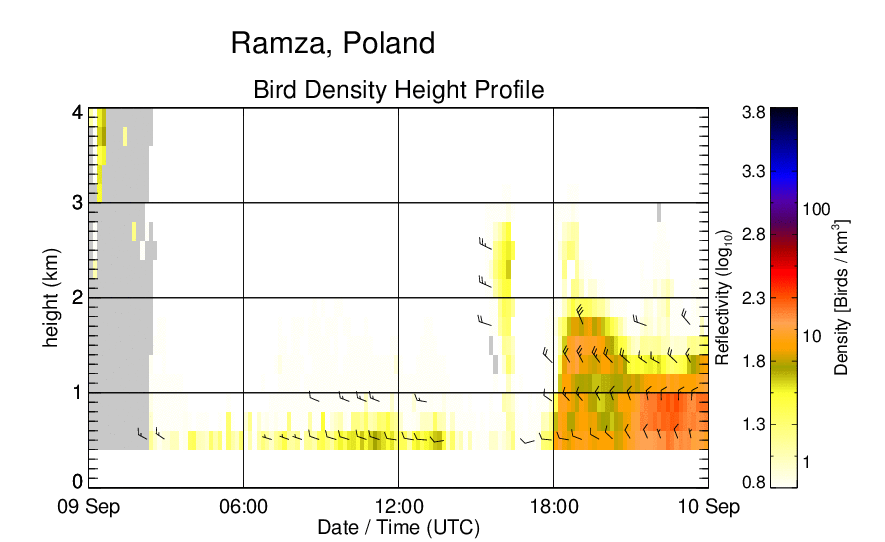 Ramza, Poland
Bird Density Height Profile
4
3
2
1
0
height (km)
09 Sep
06:00
12:00
18:00
10 Sep
Date / Time (UTC)
3.8
3.3
2.8
2.3
1.8
1.3
0.8
Reflectivity (log10)
100
10
1
Density [Birds / km³]